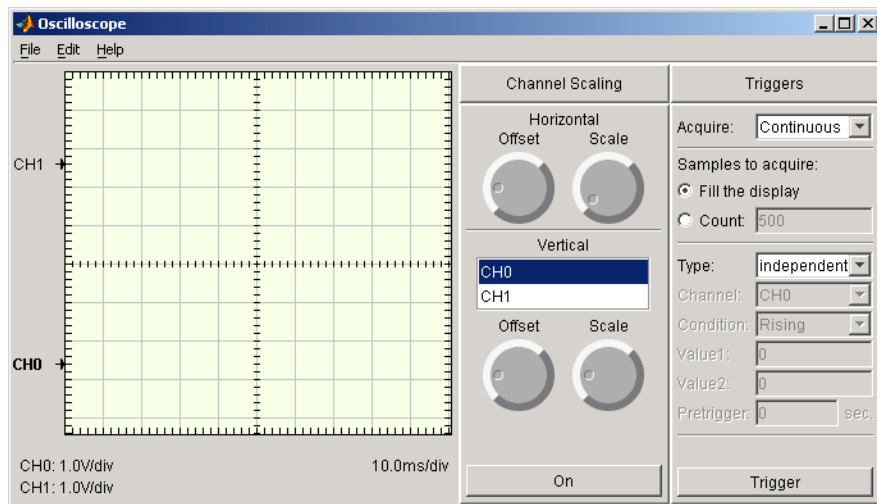 Oscilloscope
File Edit Help
CH1
CH0
CH0: 1.0V/div
CH1: 1.0V/div
10.0ms/div
Channel Scaling
Horizontal
Offset Scale
Vertical
CH0
CH1
Offset Scale
On
Triggers
Acquire: Continuous
Samples to acquire:
Fill the display
Count: 500
Type: independent
Channel: CH0
Condition: Rising
Value1: 0
Value2: 0
Pretrigger: 0 sec.
Trigger